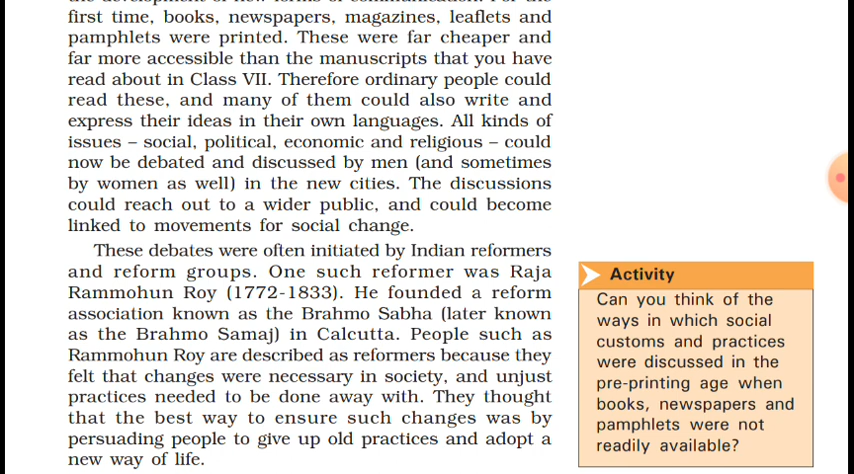 the development of new forms of communication. For the
first time, books, newspapers, magazines, leaflets and
pamphlets were printed. These were far cheaper and
far more accessible than the manuscripts that you have
read about in Class VII. Therefore ordinary people could
read these, and many of them could also write and
express their ideas in their own languages. All kinds of
issues – social, political, economic and religious – could
now be debated and discussed by men (and sometimes
by women as well) in the new cities. The discussions
could reach out to a wider public, and could become
linked to movements for social change.
These debates were often initiated by Indian reformers
and reform groups. One such reformer was Raja
Rammohun Roy (1772-1833). He founded a reform
association known as the Brahmo Sabha (later known
as the Brahmo Samaj) in Calcutta. People such as
Rammohun Roy are described as reformers because they
felt that changes were necessary in society, and unjust
practices needed to be done away with. They thought
that the best way to ensure such changes was by
persuading people to give up old practices and adopt a
new way of life.
Activity
Can you think of the
ways in which social
customs and practices
were discussed in the
pre-printing age when
books, newspapers and
pamphlets were not
readily available?